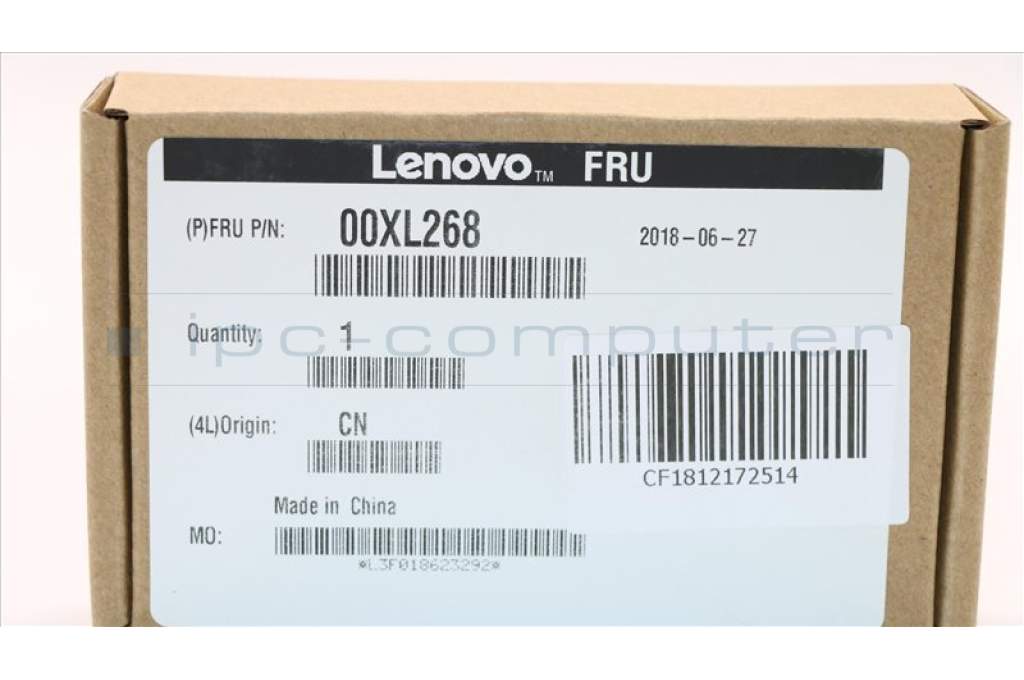 Lenovo™ FRU
(P)FRU P/N: 00XL268 2018-06-27
Quantity: 1
ipc-computer
(4L)Origin: CN
CF1812172514
Made in China
MO:
*L3F018623292*